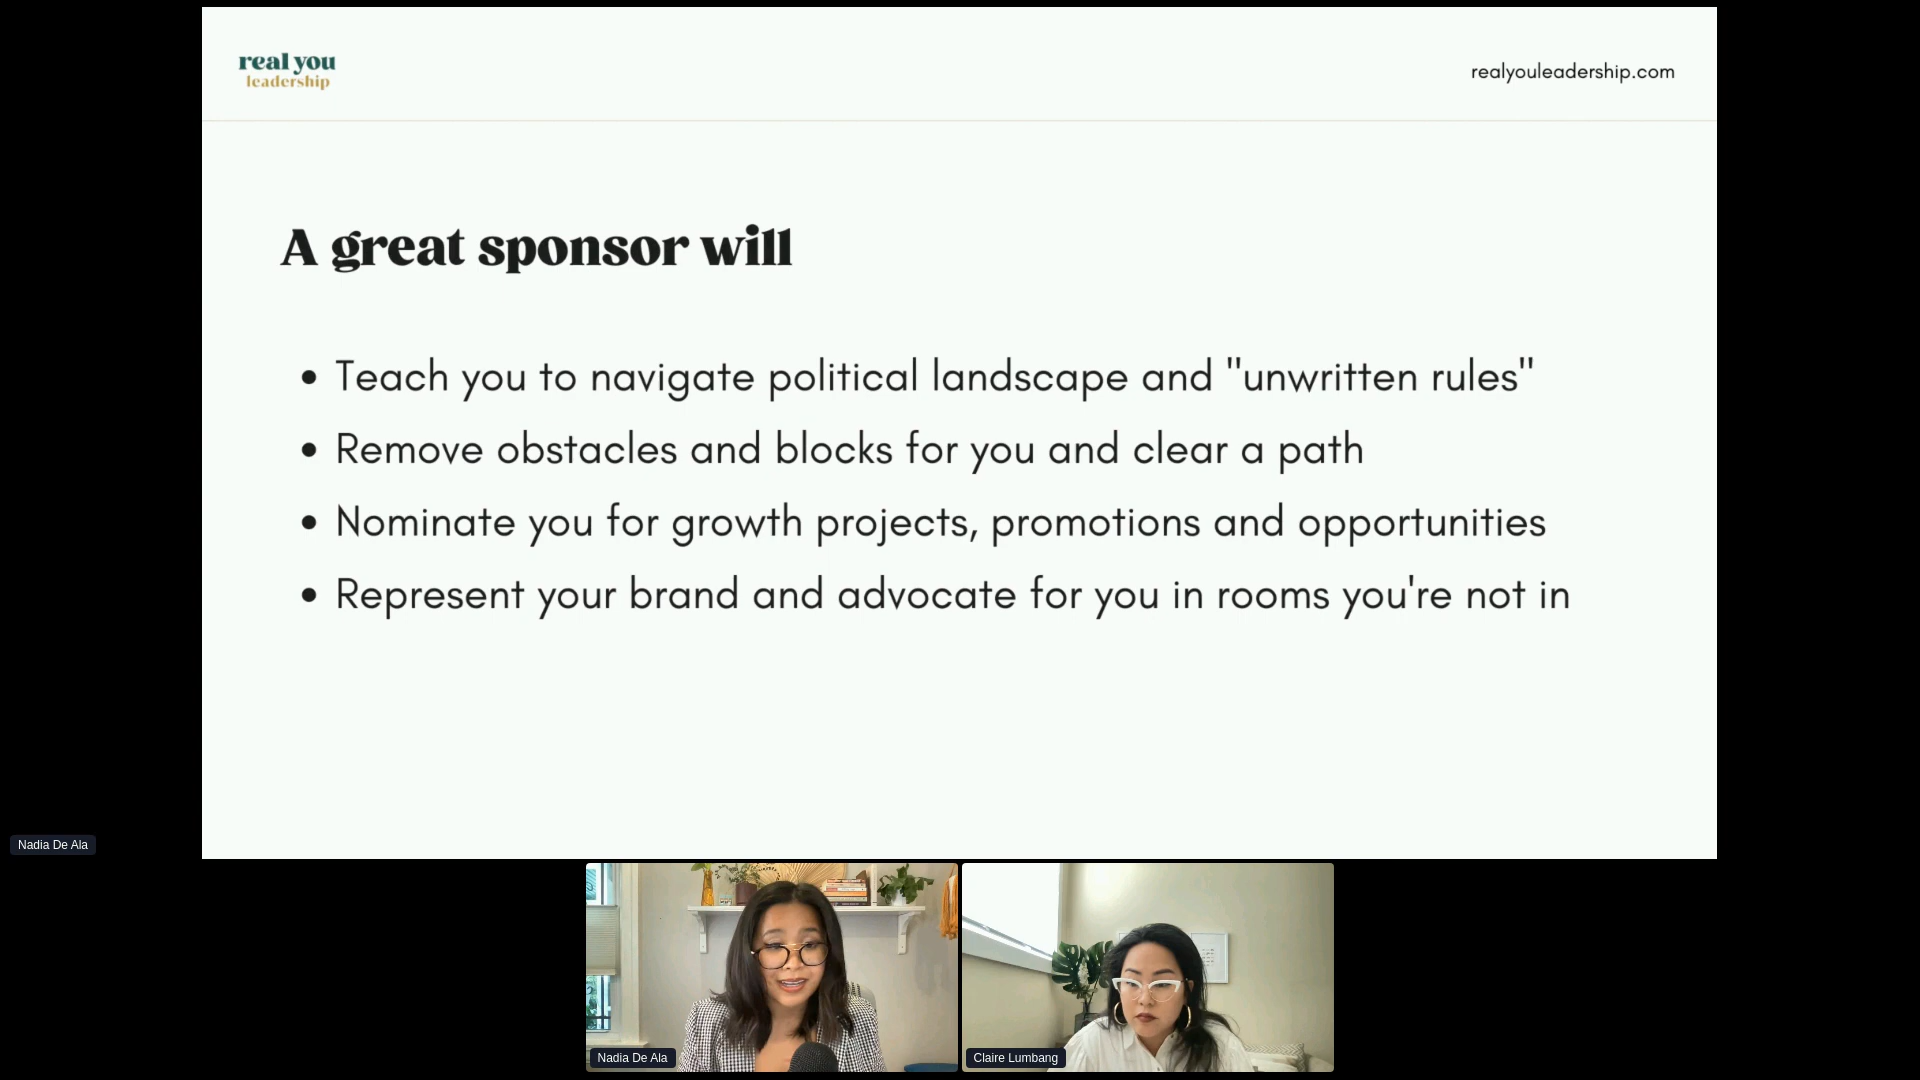 real you
leadership
realyouleadership.com
A great sponsor will
• Teach you to navigate political landscape and "unwritten rules"
• Remove obstacles and blocks for you and clear a path
• Nominate you for growth projects, promotions and opportunities
• Represent your brand and advocate for you in rooms you're not in
Nadia De Ala
Nadia De Ala
Claire Lumbang